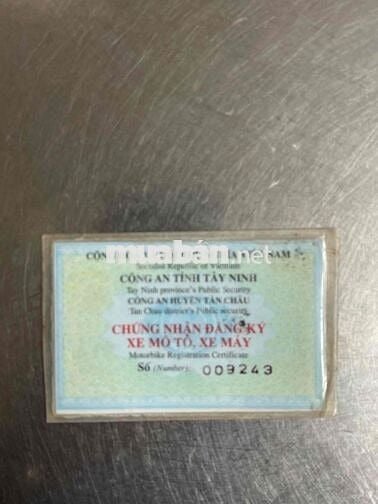 CỘNG
NAM
muaban.net
Socialist Republic of Vietnam
CÔNG AN TỈNH TÂY NINH
Tay Ninh province's Public Security
CÔNG AN HUYỆN TÂN CHÂU
Tan Chau district's Public security
CHỨNG NHẬN ĐĂNG KÝ
XE MÔ TÔ, XE MÁY
Motorbike Registration Certificate
Số (Number): 009243